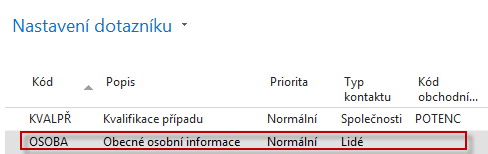 Nastavení dotazníku
Kód Popis Priorita Typ kontaktu Kód obchodní...
KVALPŘ Kvalifikace případu Normální Společnosti POTENC
OSOBA Obecné osobní informace Normální Lidé